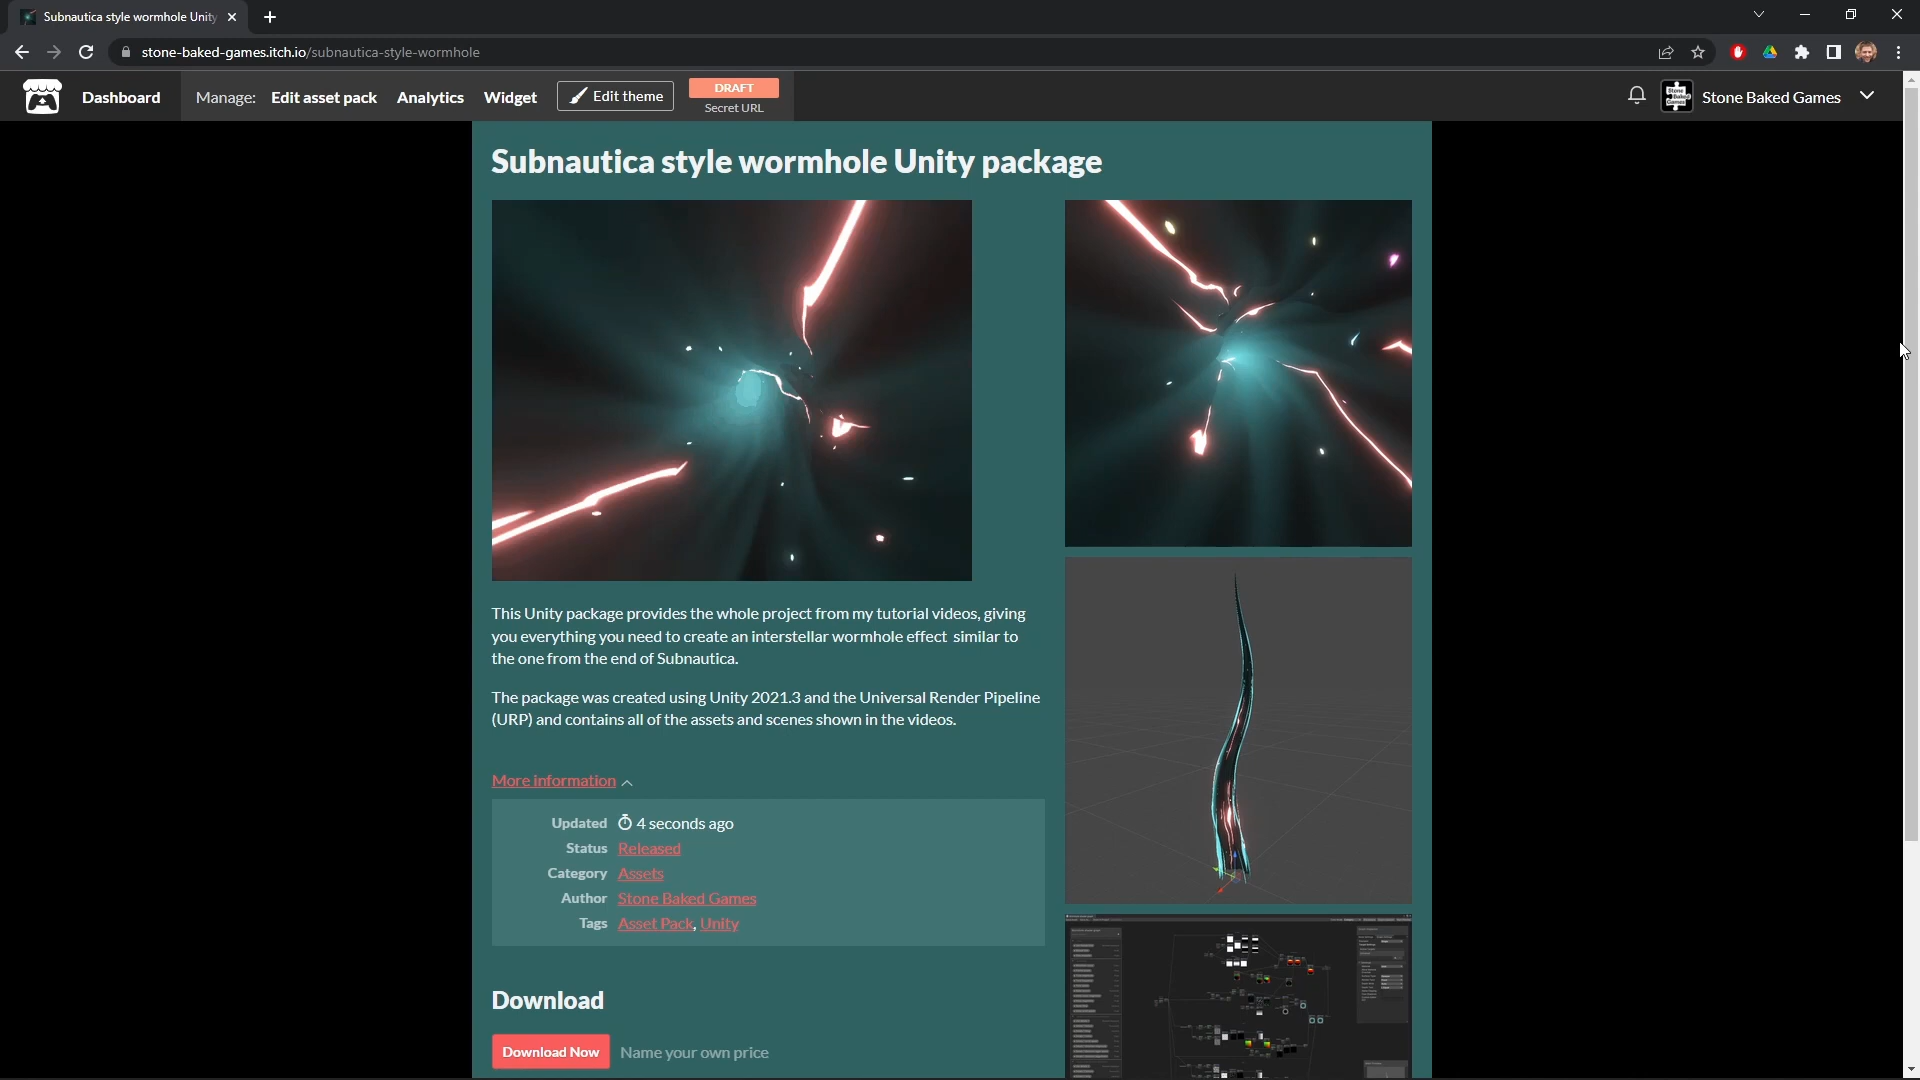 Subnautica style wormhole Unity
stone-baked-games.itch.io/subnautica-style-wormhole
Dashboard
Manage: Edit asset pack Analytics Widget Edit theme DRAFT
Secret URL
Stone Baked Games
Subnautica style wormhole Unity package
This Unity package provides the whole project from my tutorial videos, giving
you everything you need to create an interstellar wormhole effect similar to
the one from the end of Subnautica.
The package was created using Unity 2021.3 and the Universal Render Pipeline
(URP) and contains all of the assets and scenes shown in the videos.
More information
Updated 4 seconds ago
Status Released
Category Assets
Author Stone Baked Games
Tags Asset Pack, Unity
Download
Download Now Name your own price